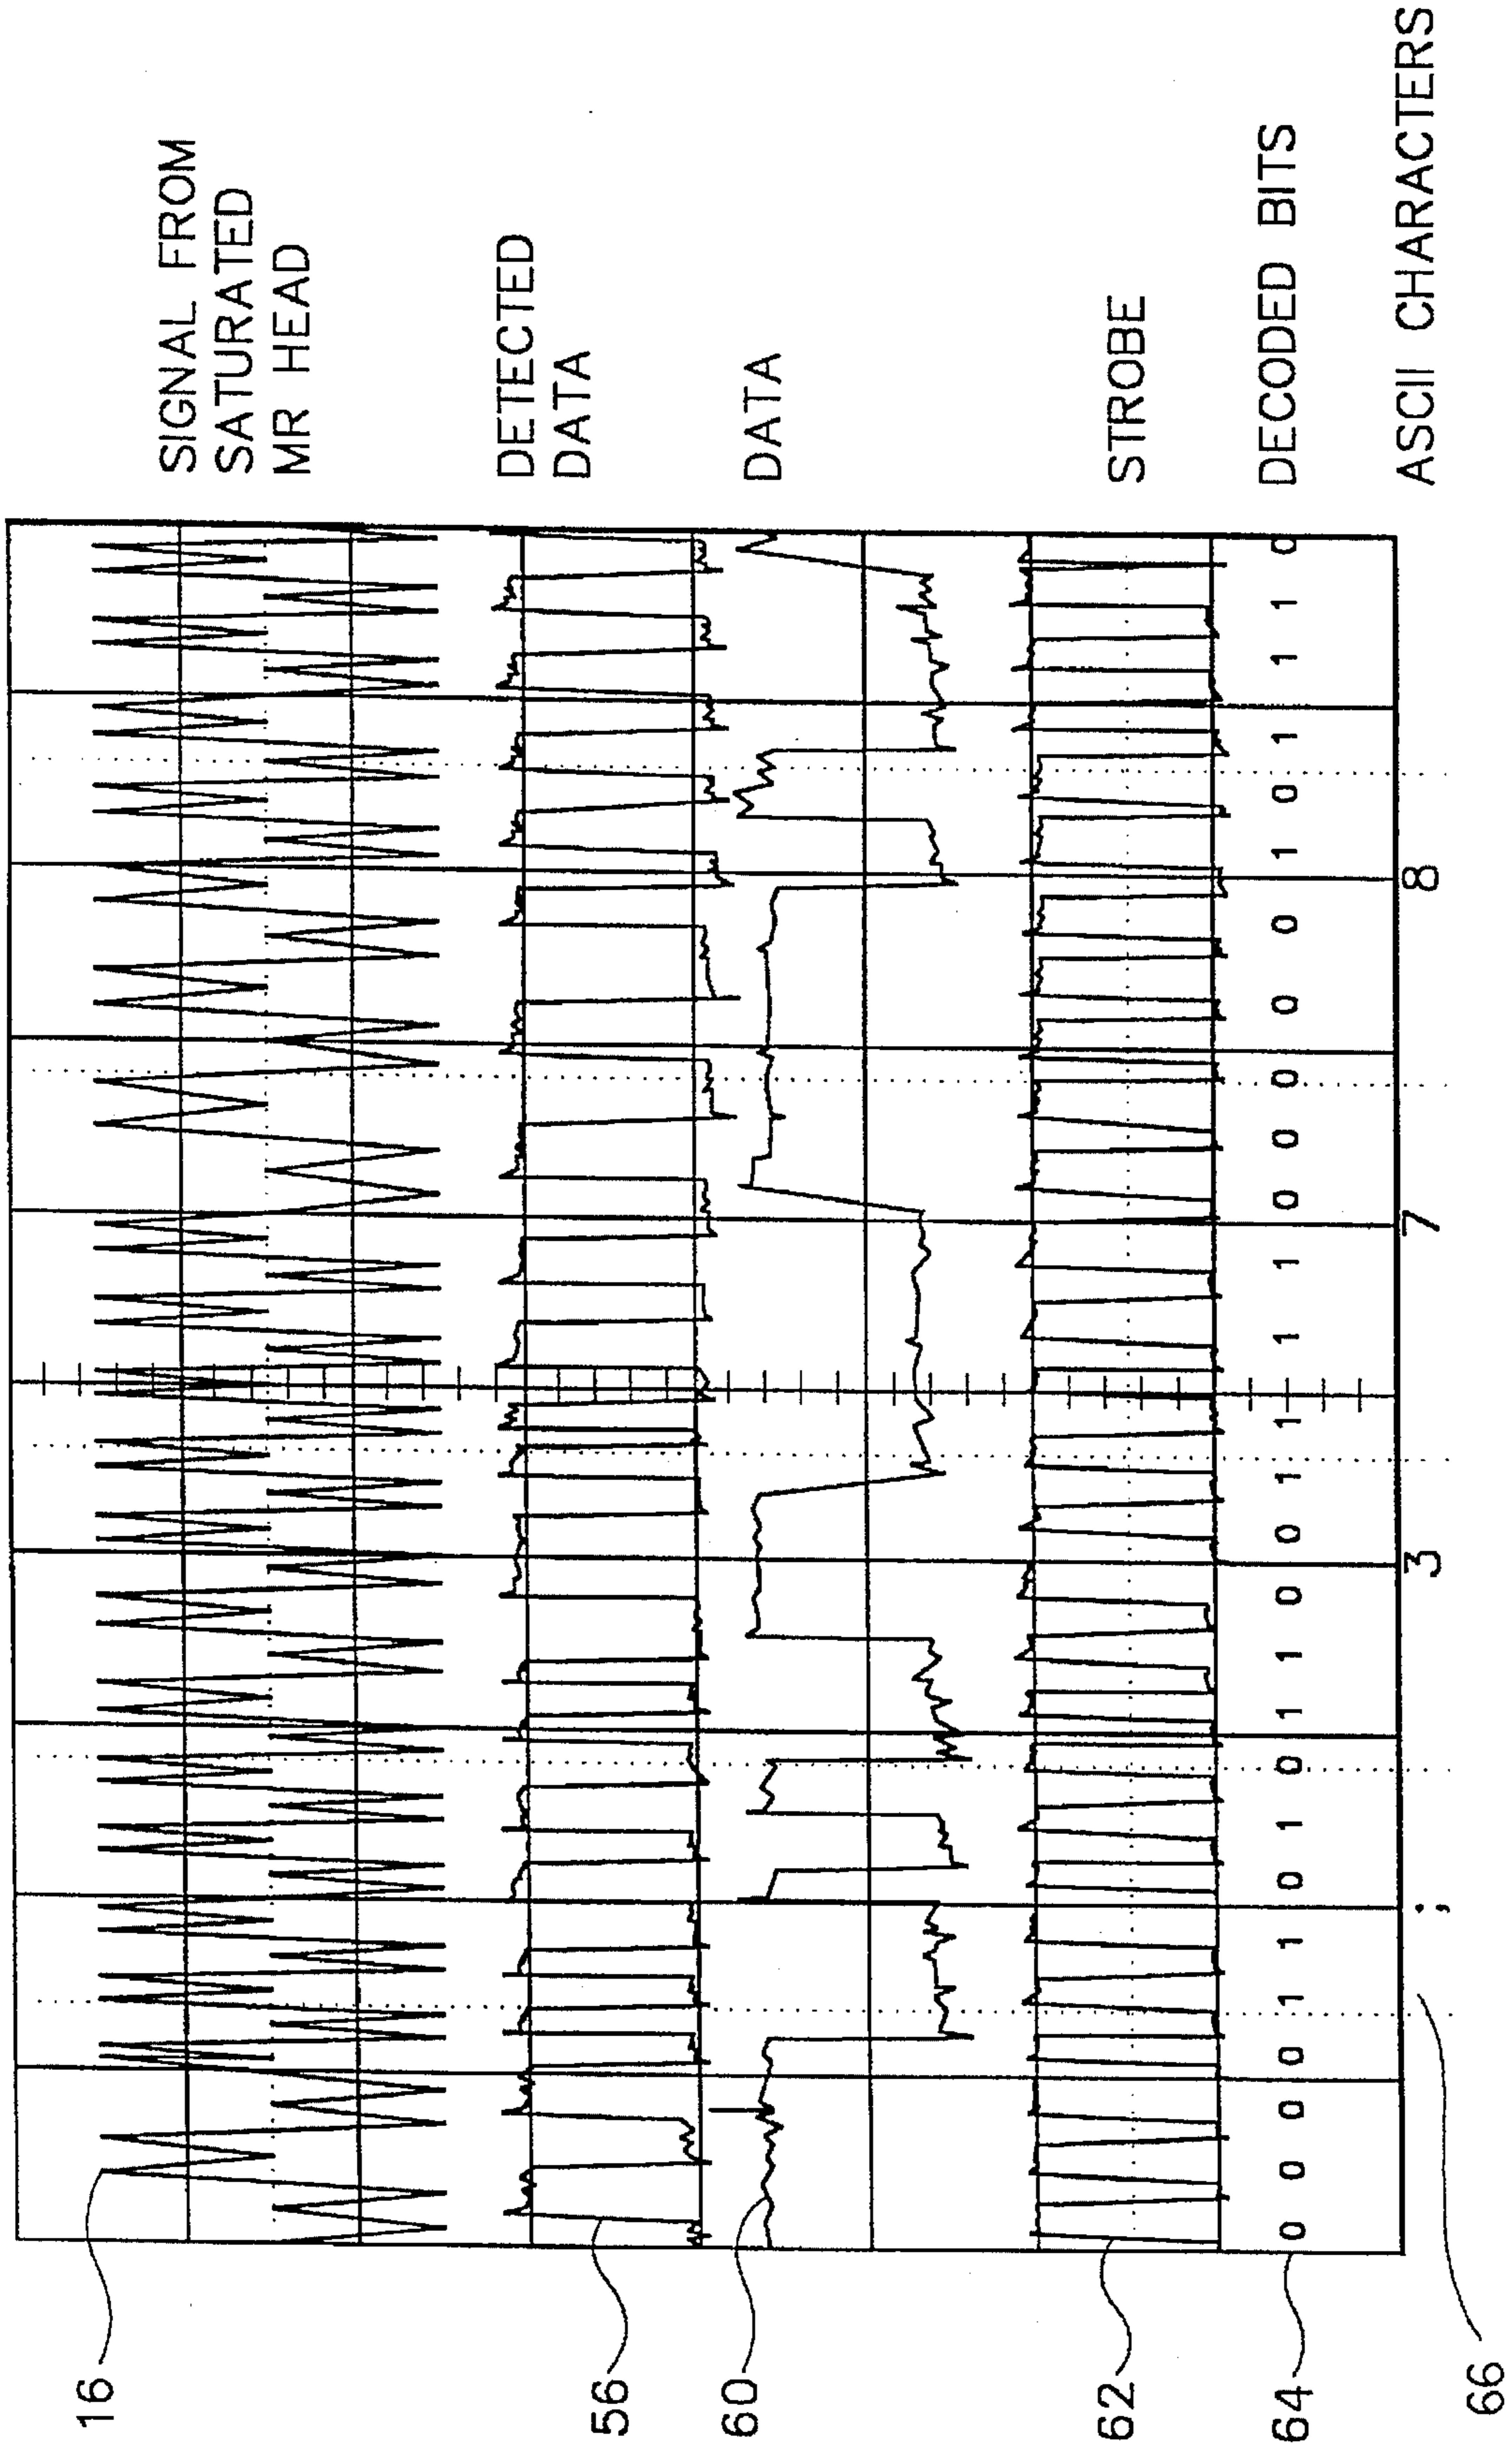 16 SIGNAL FROM
SATURATED
MR HEAD
56 DETECTED
DATA
60 DATA
62 STROBE
64 0 0 0 0 1 1 0 1 0 1 1 0 0 1 1 1 1 0 0 0 0 0 1 0 1 1 1 0 DECODED BITS
66 ; 3 7 8 ASCII CHARACTERS